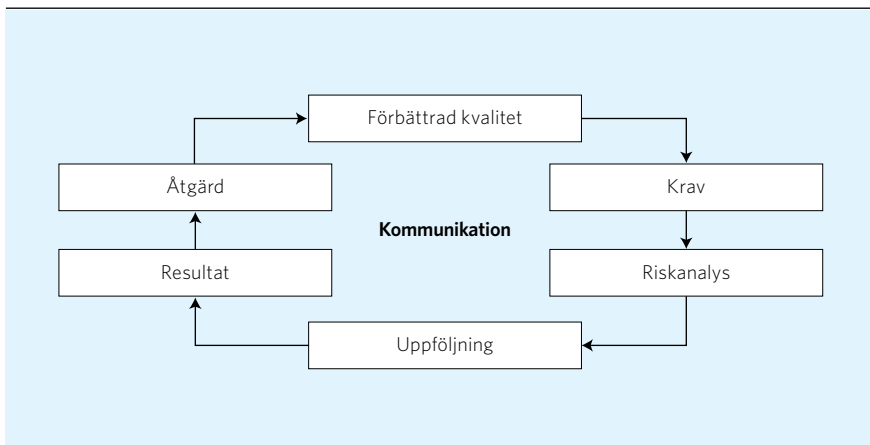 Förbättrad kvalitet
Åtgärd
Krav
Kommunikation
Resultat
Riskanalys
Uppföljning